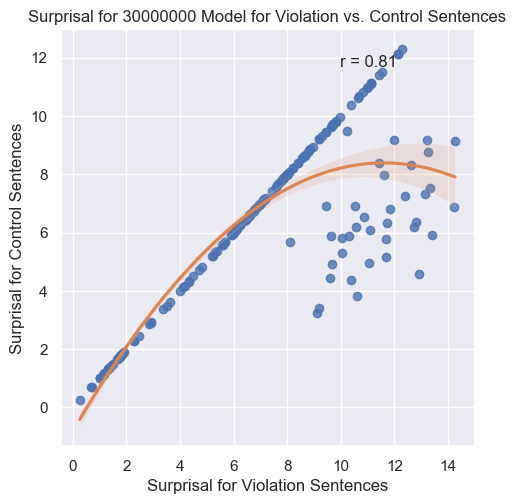 Surprisal for 30000000 Model for Violation vs. Control Sentences
r = 0.81
Surprisal for Control Sentences
12
10
8
6
4
2
0
0 2 4 6 8 10 12 14
Surprisal for Violation Sentences